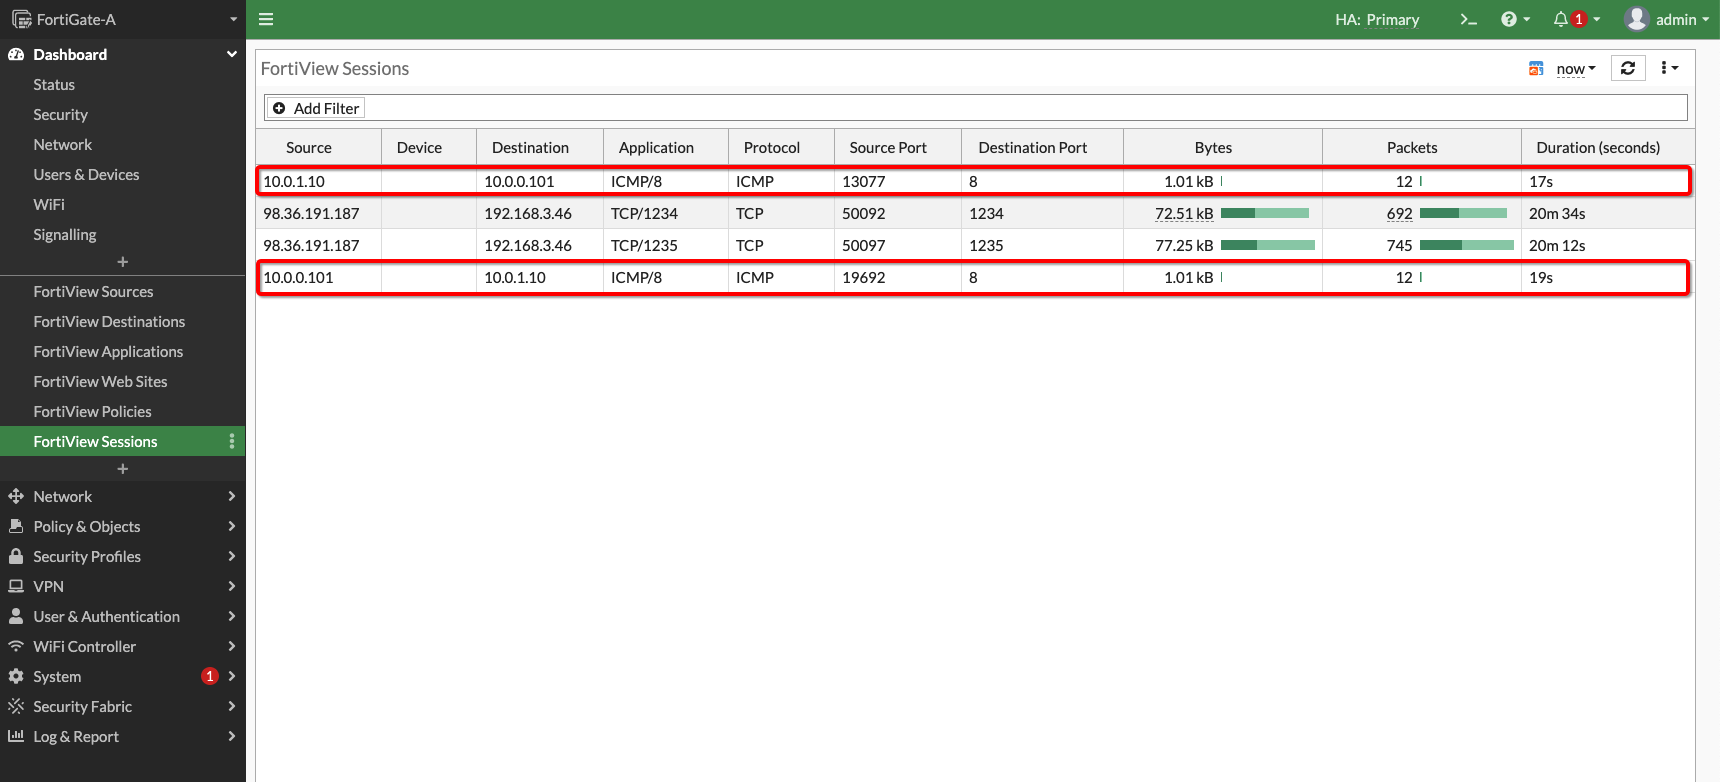 FortiGate-A
HA: Primary >_ ? 1 admin
Dashboard
Status
Security
Network
Users & Devices
WiFi
Signalling
+
FortiView Sources
FortiView Destinations
FortiView Applications
FortiView Web Sites
FortiView Policies
FortiView Sessions
+
Network
Policy & Objects
Security Profiles
VPN
User & Authentication
WiFi Controller
System 1
Security Fabric
Log & Report
FortiView Sessions now
Add Filter
Source Device Destination Application Protocol Source Port Destination Port Bytes Packets Duration (seconds)
10.0.1.10 10.0.0.101 ICMP/8 ICMP 13077 8 1.01 kB 12 17s
98.36.191.187 192.168.3.46 TCP/1234 TCP 50092 1234 72.51 kB 692 20m 34s
98.36.191.187 192.168.3.46 TCP/1235 TCP 50097 1235 77.25 kB 745 20m 12s
10.0.0.101 10.0.1.10 ICMP/8 ICMP 19692 8 1.01 kB 12 19s